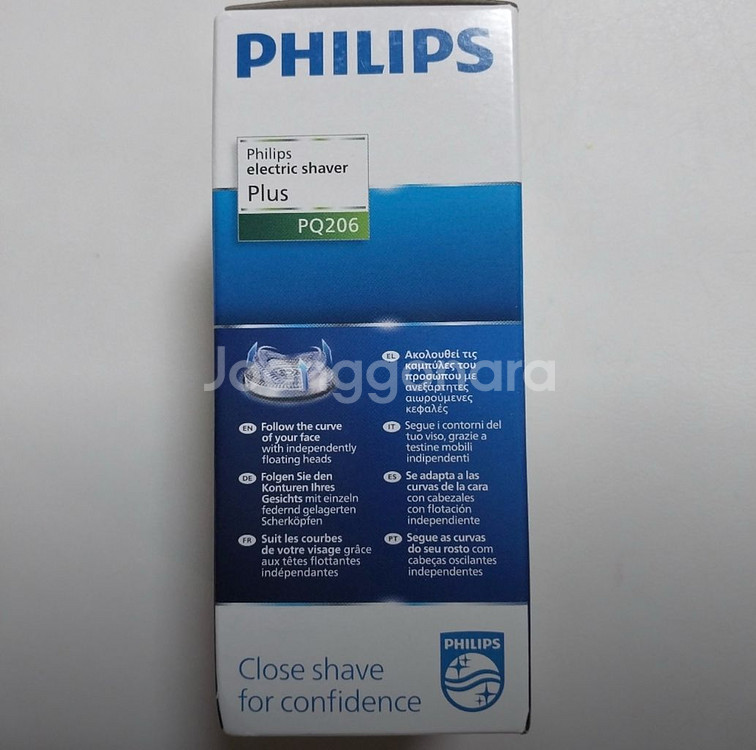 PHILIPS
Philips
electric shaver
Plus
PQ206
Joonggonara
EN Follow the curve
of your face
with independently
floating heads
DE Folgen Sie den
Konturen Ihres
Gesichts mit einzeln
federnd gelagerten
Scherköpfen
FR Suit les courbes
de votre visage grâce
aux têtes flottantes
indépendantes
EL Ακολουθεί τις
καμπύλες του
προσώπου με
ανεξάρτητες
αιωρούμενες
κεφαλές
IT Segue i contorni del
tuo viso, grazie a
testine mobili
indipendenti
ES Se adapta a las
curvas de la cara
con cabezales
con flotación
independiente
PT Segue as curvas
do seu rosto com
cabeças oscilantes
independentes
Close shave
for confidence
PHILIPS